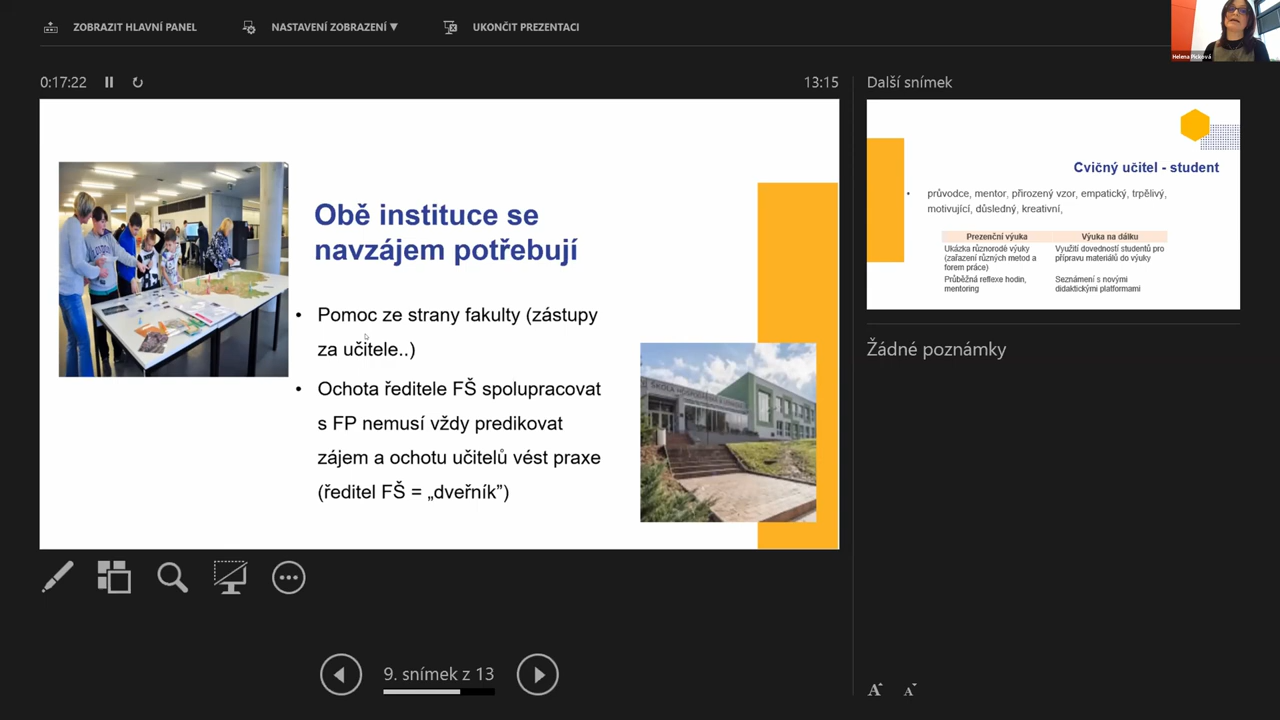 ZOBRAZIT HLAVNÍ PANEL
NASTAVENÍ ZOBRAZENÍ ▼
UKONČIT PREZENTACI
Helena Picková
0:17:22
13:15
Další snímek
Obě instituce se
navzájem potřebují
• Pomoc ze strany fakulty (zástupy
za učitele..)
• Ochota ředitele FŠ spolupracovat
s FP nemusí vždy predikovat
zájem a ochotu učitelů vést praxe
(ředitel FŠ = „dveřník”)
ŠKOLA
Cvičný učitel - student
• průvodce, mentor, přirozený vzor, empatický, trpělivý,
motivující, důsledný, kreativní,
Prezenční výuka
Výuka na dálku
Ukázka různorodé výuky
(zařazení různých metod a
forem práce)
Využití dovedností studentů pro
přípravu materiálů do výuky
Průběžná reflexe hodin,
mentoring
Seznámení s novými
didaktickými platformami
Žádné poznámky
9. snímek z 13
A A